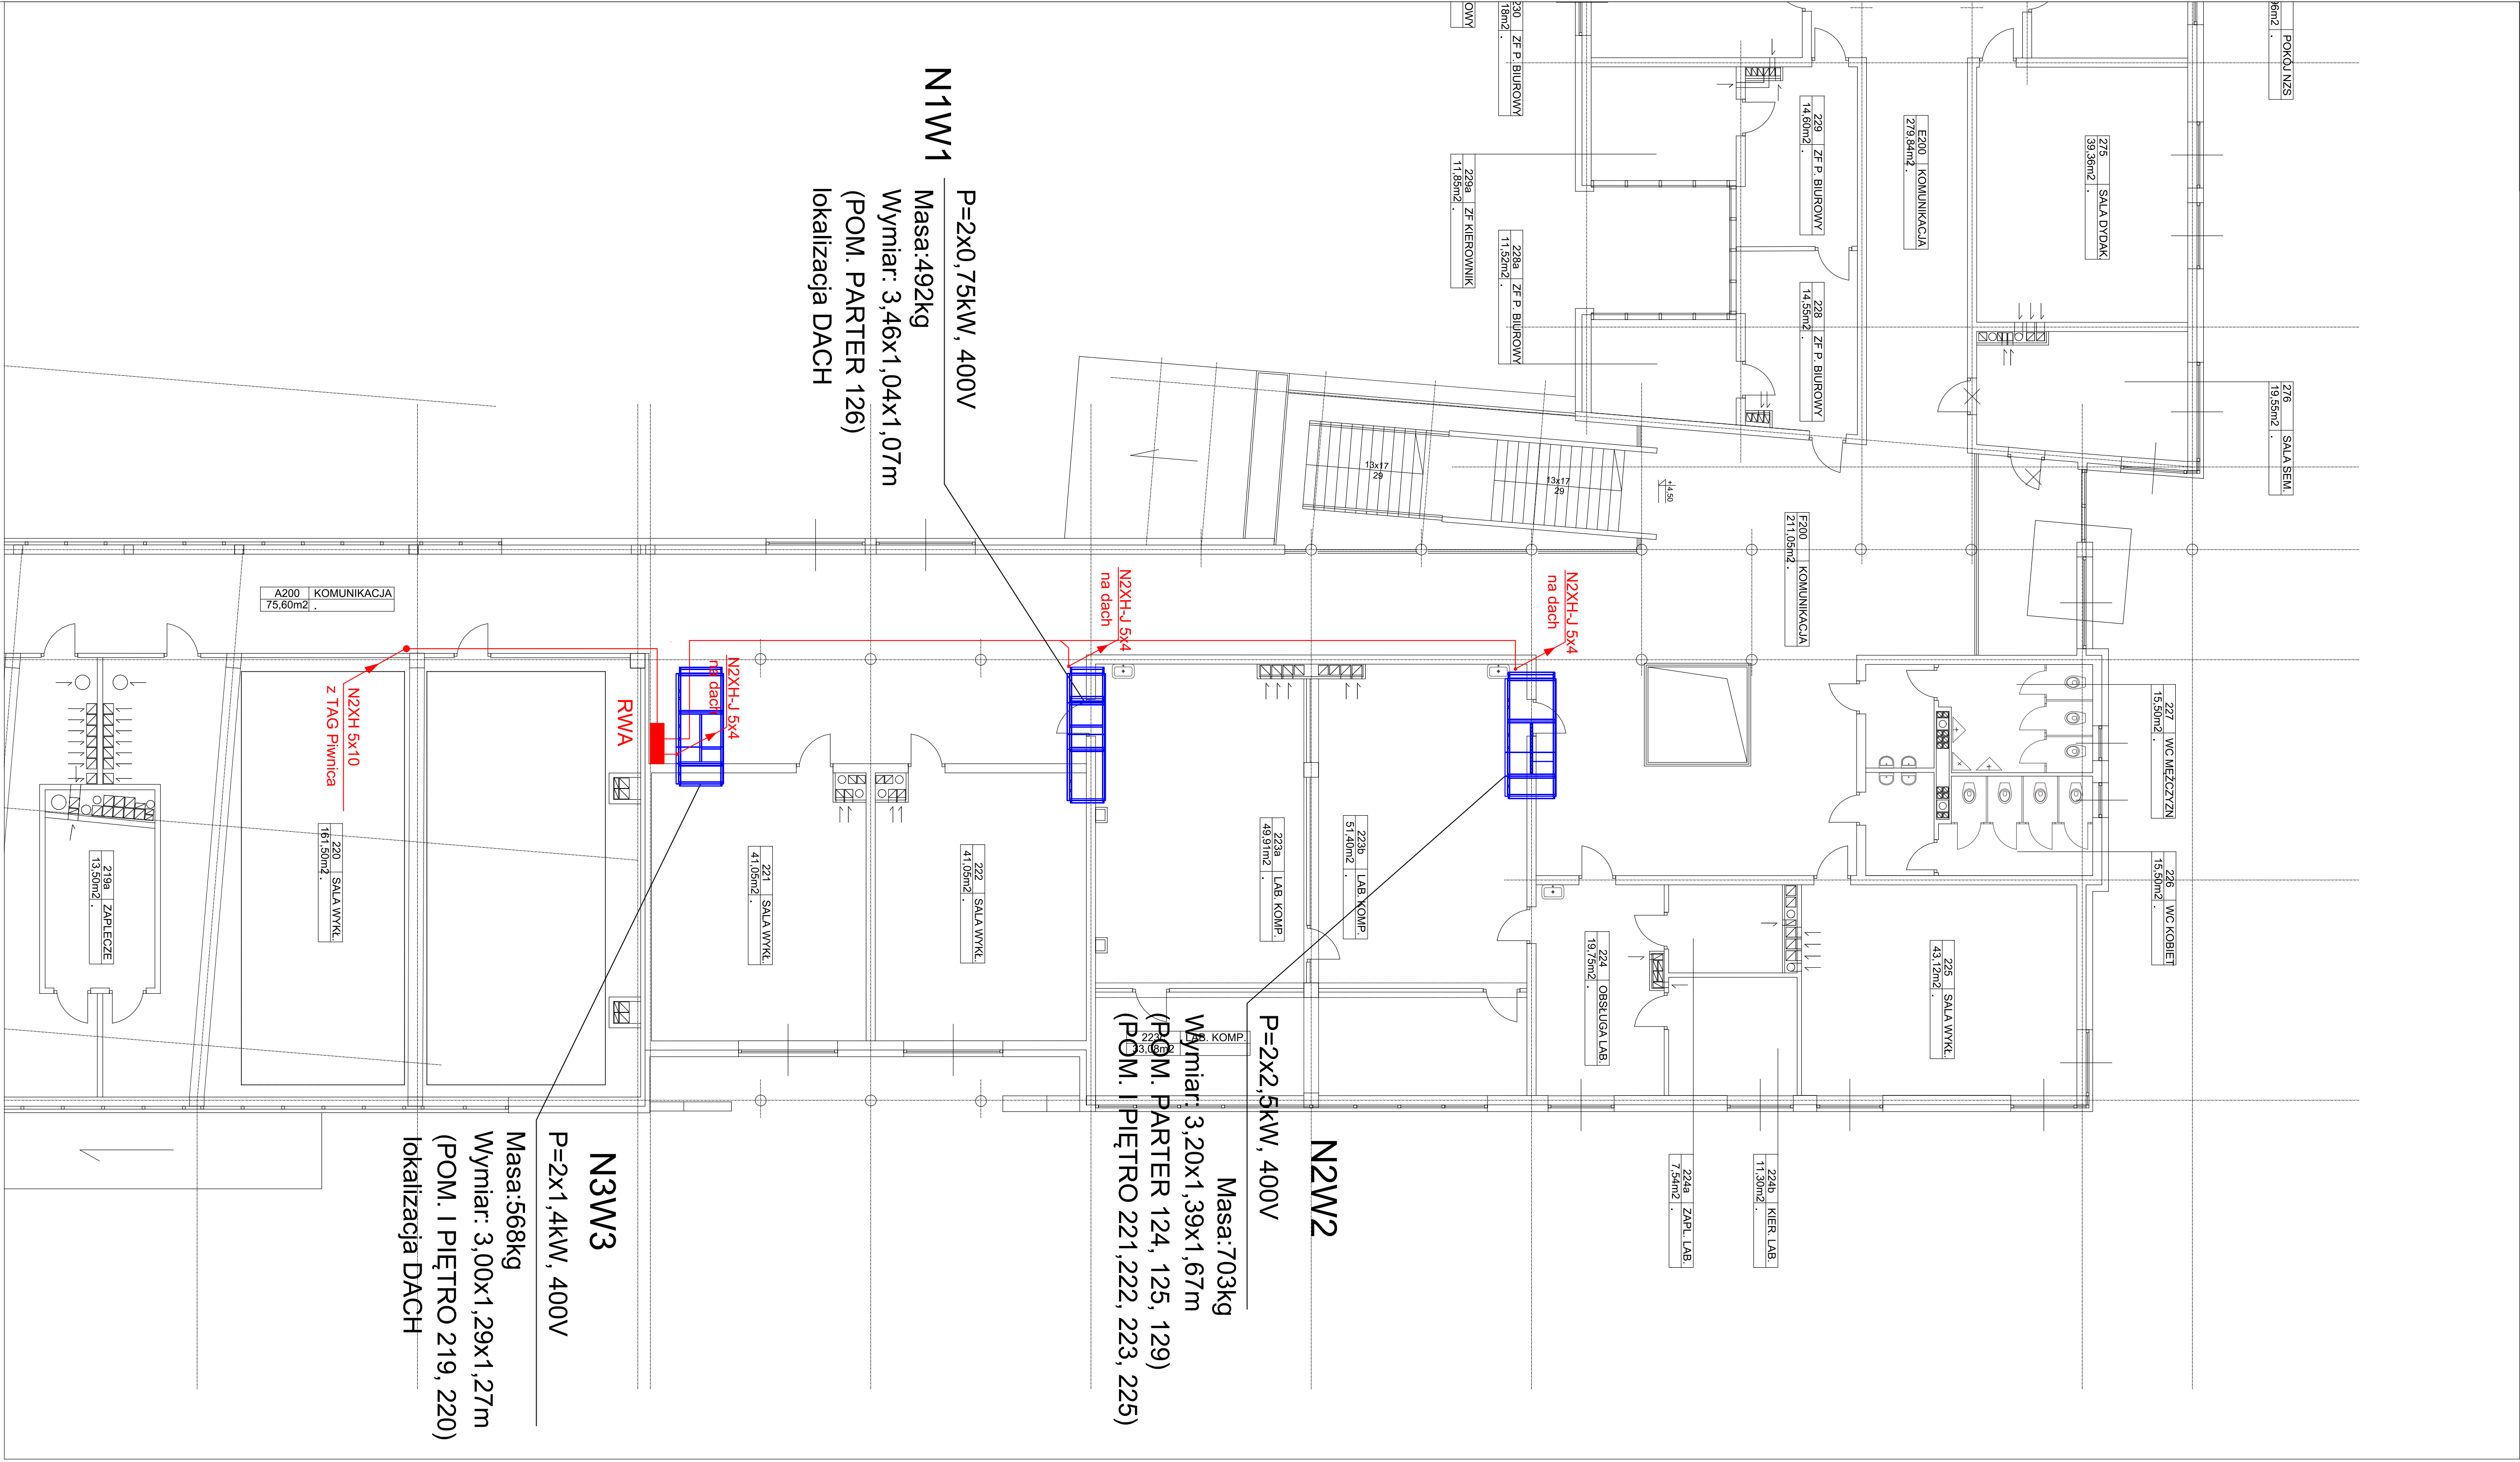 96m2 POKÓJ NZS
.
275 SALA DYDAK.
39,36m2 .
276 SALA SEM.
19,55m2 .
E200 KOMUNIKACJA
279,84m2 .
229 ZF P. BIUROWY
14,60m2 .
228 ZF P. BIUROWY
14,55m2 .
230 ZF P. BIUROWY
18m2 .
OWY
229a ZF KIEROWNIK
11,85m2 .
228a ZF P. BIUROWY
11,52m2 .
13x17
29
13x17
29
+4,50
F200 KOMUNIKACJA
211,05m2 .
227 WC MĘŻCZYZN
15,50m2 .
226 WC KOBIET
15,50m2 .
225 SALA WYKŁ.
43,12m2 .
224 OBSŁUGA LAB.
19,75m2 .
224b KIER. LAB.
11,30m2 .
224a ZAPL. LAB.
7,54m2 .
223b LAB. KOMP.
51,40m2 .
223a LAB. KOMP.
49,91m2 .
223 LAB. KOMP.
33,08m2
222 SALA WYKŁ.
41,05m2 .
221 SALA WYKŁ.
41,05m2 .
220 SALA WYKŁ.
161,50m2 .
219a ZAPLECZE
13,50m2 .
A200 KOMUNIKACJA
75,60m2 .
N1W1
P=2x0,75kW, 400V
Masa:492kg
Wymiar: 3,46x1,04x1,07m
(POM. PARTER 126)
lokalizacja DACH
N2W2
P=2x2,5kW, 400V
Masa:703kg
Wymiar: 3,20x1,39x1,67m
(POM. PARTER 124, 125, 129)
(POM. I PIĘTRO 221,222, 223, 225)
N3W3
P=2x1,4kW, 400V
Masa:568kg
Wymiar: 3,00x1,29x1,27m
(POM. I PIĘTRO 219, 220)
lokalizacja DACH
N2XH-J 5x4
na dach
N2XH-J 5x4
na dach
N2XH-J 5x4
na dach
RWA
N2XH 5x10
z TAG Piwnica